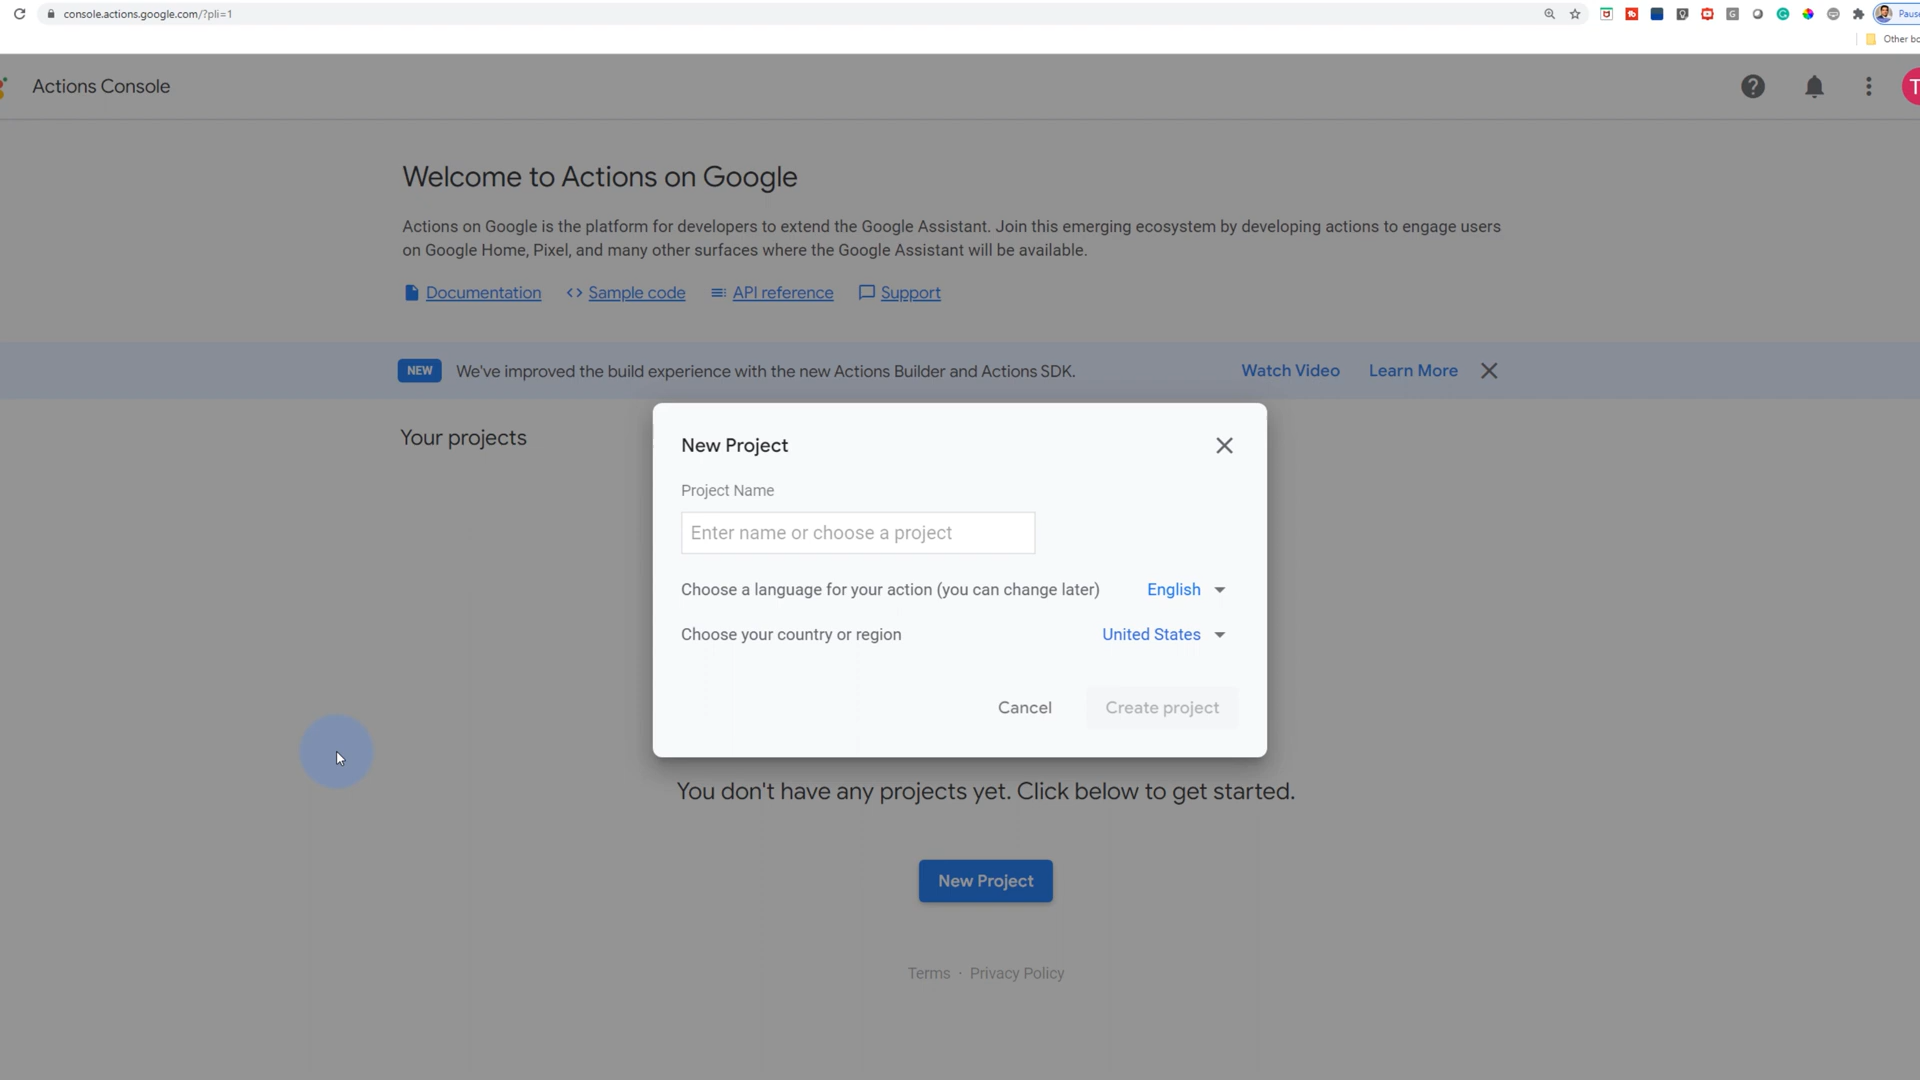 console.actions.google.com/?pli=1
Other bo
Actions Console
T
Welcome to Actions on Google
Actions on Google is the platform for developers to extend the Google Assistant. Join this emerging ecosystem by developing actions to engage users
on Google Home, Pixel, and many other surfaces where the Google Assistant will be available.
Documentation Sample code API reference Support
NEW We've improved the build experience with the new Actions Builder and Actions SDK. Watch Video Learn More
Your projects
New Project
Project Name
Enter name or choose a project
Choose a language for your action (you can change later) English
Choose your country or region United States
Cancel Create project
You don't have any projects yet. Click below to get started.
New Project
Terms · Privacy Policy